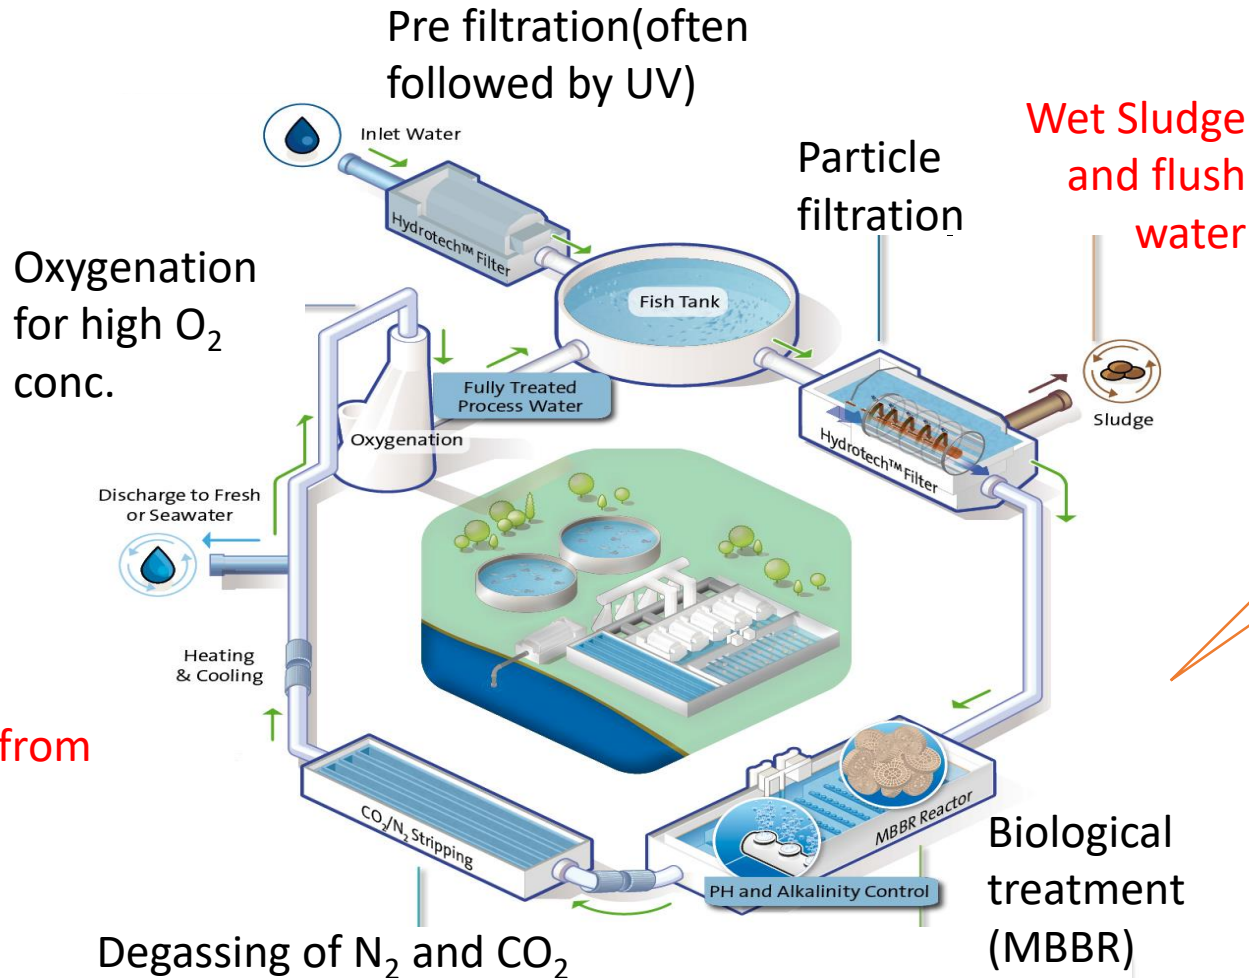 Pre filtration(often
followed by UV)
Inlet Water
Hydrotech™ Filter
Wet Sludge
and flush
water
Particle
filtration
Oxygenation
for high O₂
conc.
Fish Tank
Fully Treated
Process Water
Oxygenation
Hydrotech™ Filter
Sludge
Discharge to Fresh
or Seawater
Heating
& Cooling
from
CO₂/N₂ Stripping
MBBR Reactor
PH and Alkalinity Control
Biological
treatment
(MBBR)
Degassing of N₂ and CO₂